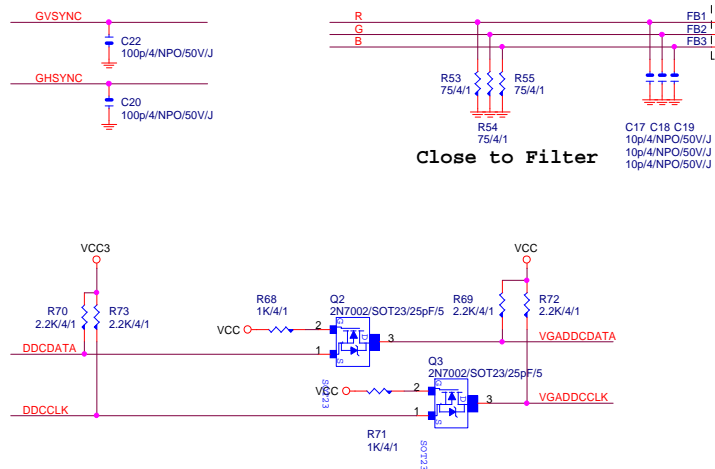 GVSYNC
C22
100p/4/NPO/50V/J
GHSYNC
C20
100p/4/NPO/50V/J
R
G
B
FB1
FB2
FB3
R53
75/4/1
R55
75/4/1
R54
75/4/1
C17 C18 C19
10p/4/NPO/50V/J
10p/4/NPO/50V/J
10p/4/NPO/50V/J
Close to Filter
VCC3
R70
2.2K/4/1
R73
2.2K/4/1
DDCDATA
DDCCLK
R68
1K/4/1
VCC
Q2
2N7002/SOT23/25pF/5
2
1
3
G
D
S
SOT23
VCC
R69
2.2K/4/1
R72
2.2K/4/1
VGADDCDATA
Q3
2N7002/SOT23/25pF/5
VCC
2
1
3
G
D
S
R71
1K/4/1
SOT23
VGADDCCLK